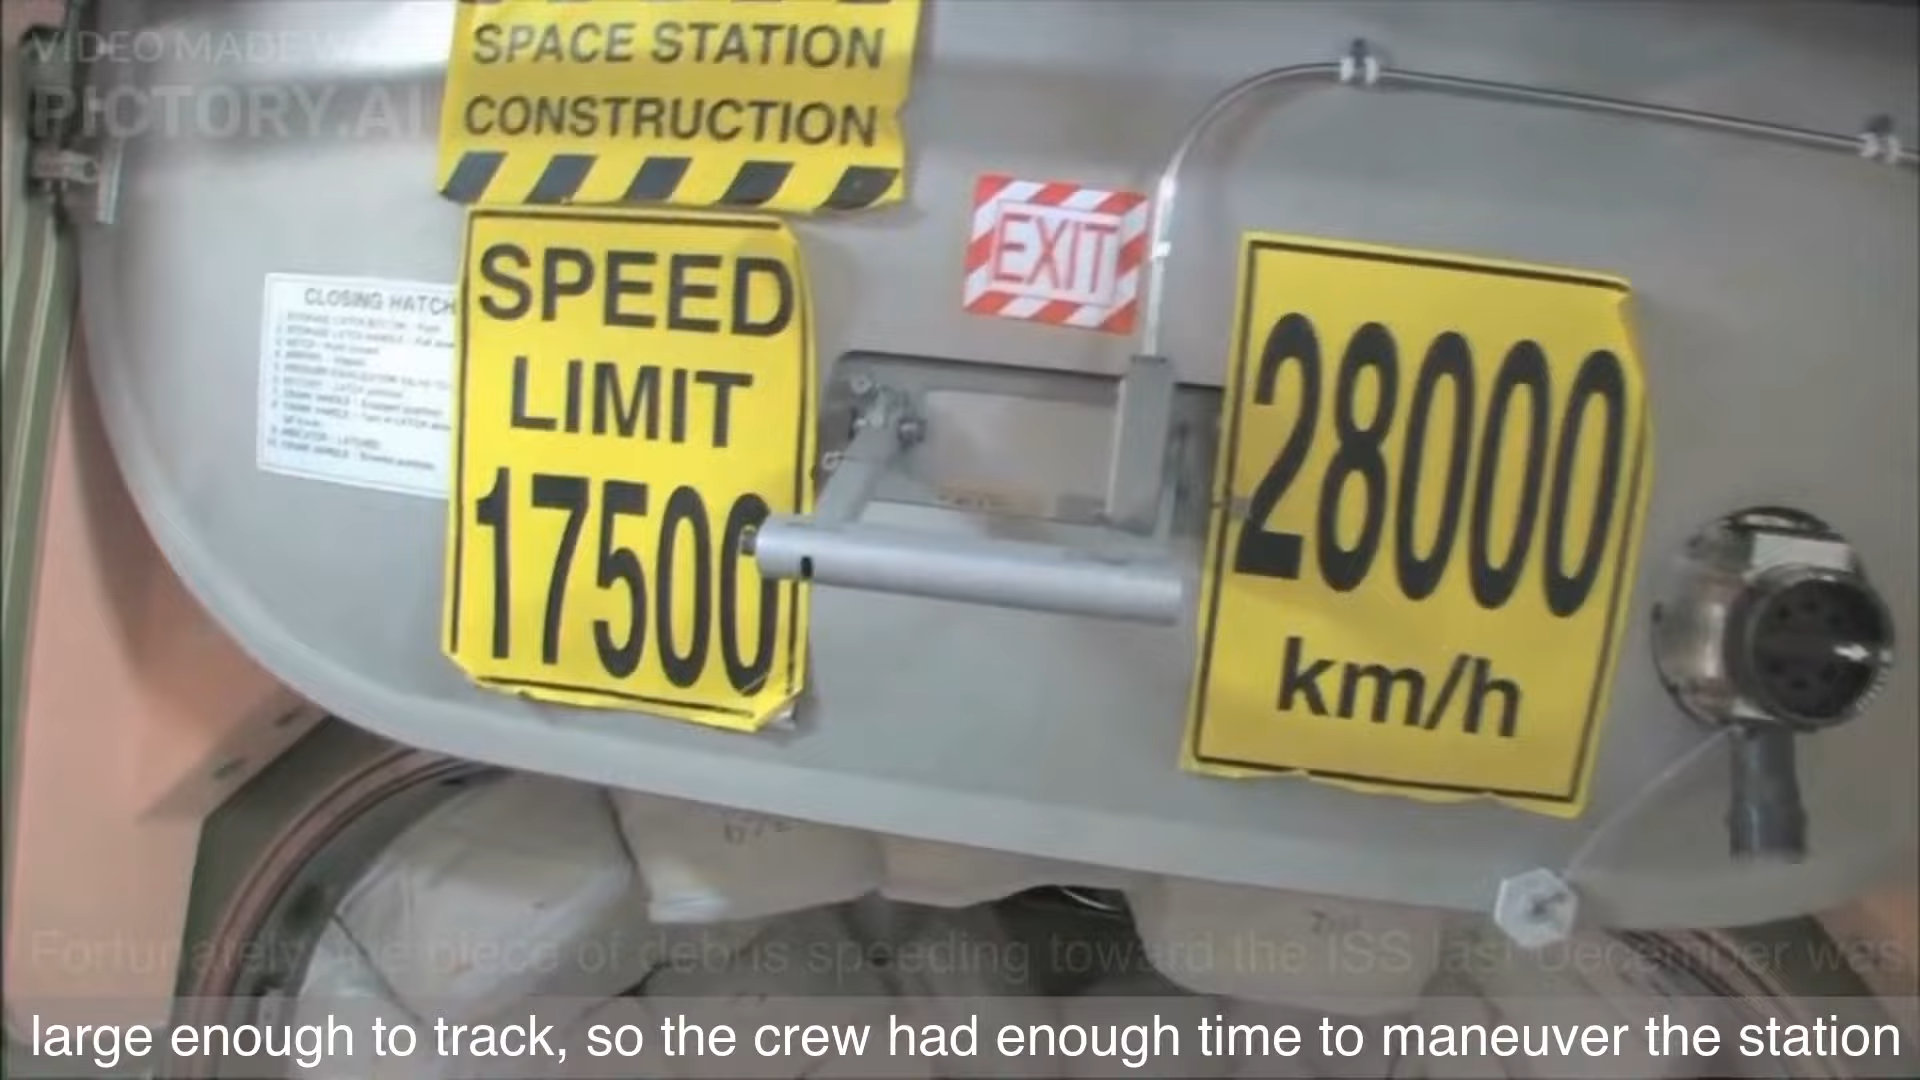 VIDEO MADE W
PICTORY.AI
SPACE STATION
CONSTRUCTION
EXIT
CLOSING HATCH
SPEED
LIMIT
17500
28000
km/h
Fortunately, the piece of debris speeding toward the ISS last December was
large enough to track, so the crew had enough time to maneuver the station